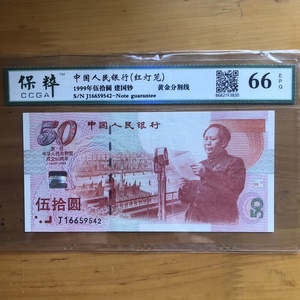 保粹 TM
CCGA
中国人民银行(红灯笼)
1999年伍拾圆 建国钞 黄金分割线
S/N J16659542-Note guarantee
66 EPQ
50
中国人民银行
伍拾圆
J16659542
50